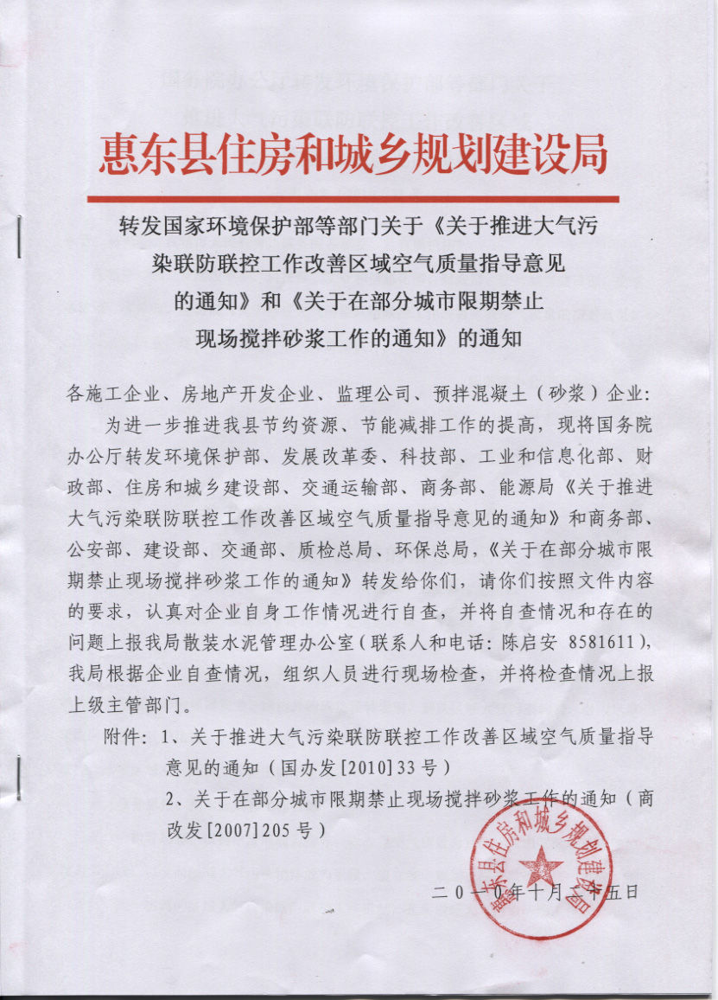 惠东县住房和城乡规划建设局
转发国家环境保护部等部门关于《关于推进大气污
染联防联控工作改善区域空气质量指导意见
的通知》和《关于在部分城市限期禁止
现场搅拌砂浆工作的通知》的通知
各施工企业、房地产开发企业、监理公司、预拌混凝土（砂浆）企业：
为进一步推进我县节约资源、节能减排工作的提高，现将国务院
办公厅转发环境保护部、发展改革委、科技部、工业和信息化部、财
政部、住房和城乡建设部、交通运输部、商务部、能源局《关于推进
大气污染联防联控工作改善区域空气质量指导意见的通知》和商务部、
公安部、建设部、交通部、质检总局、环保总局，《关于在部分城市限
期禁止现场搅拌砂浆工作的通知》转发给你们，请你们按照文件内容
的要求，认真对企业自身工作情况进行自查，并将自查情况和存在的
问题上报我局散装水泥管理办公室（联系人和电话：陈启安 8581611），
我局根据企业自查情况，组织人员进行现场检查，并将检查情况上报
上级主管部门。
附件：1、关于推进大气污染联防联控工作改善区域空气质量指导
意见的通知（国办发[2010]33号）
2、关于在部分城市限期禁止现场搅拌砂浆工作的通知（商
改发[2007]205号）
惠东县住房和城乡规划建设局
二0一0年十月二十五日